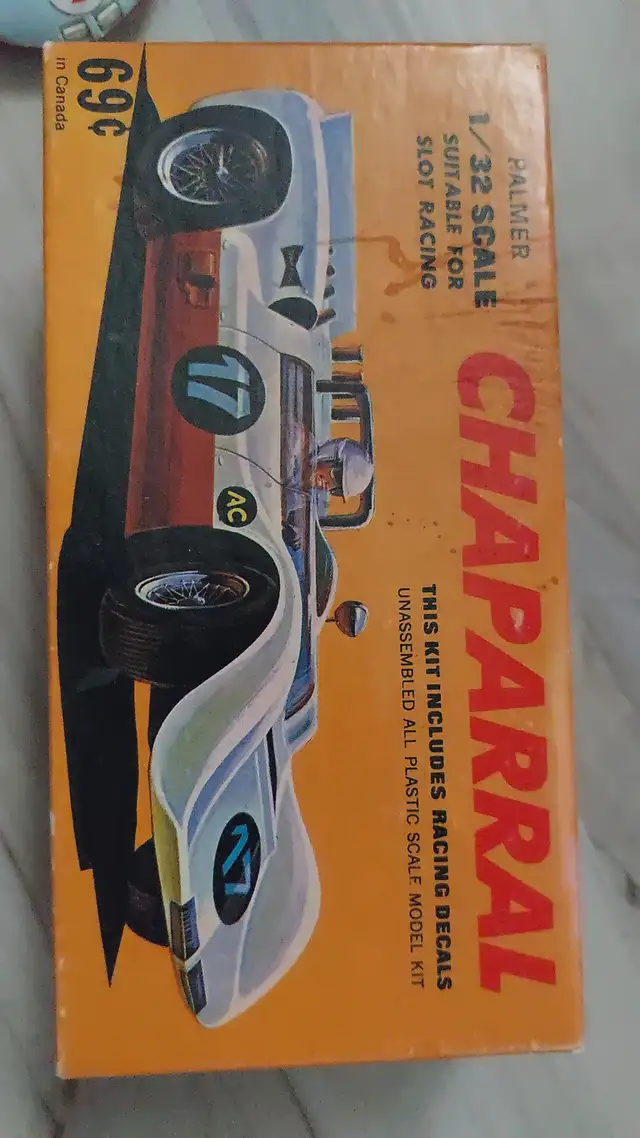 PALMER
1/32 SCALE
SUITABLE FOR
SLOT RACING
CHAPARRAL
THIS KIT INCLUDES RACING DECALS
UNASSEMBLED ALL PLASTIC SCALE MODEL KIT
17
AC
17
69¢
in Canada